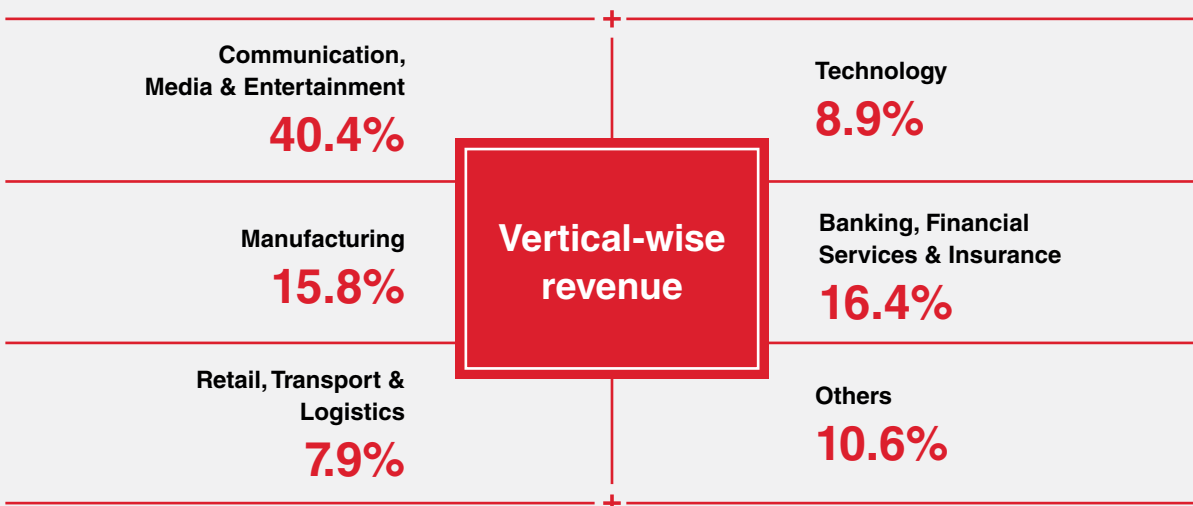 Communication,
Media & Entertainment
40.4%
Technology
8.9%
Manufacturing
15.8%
Vertical-wise
revenue
Banking, Financial
Services & Insurance
16.4%
Retail, Transport &
Logistics
7.9%
Others
10.6%